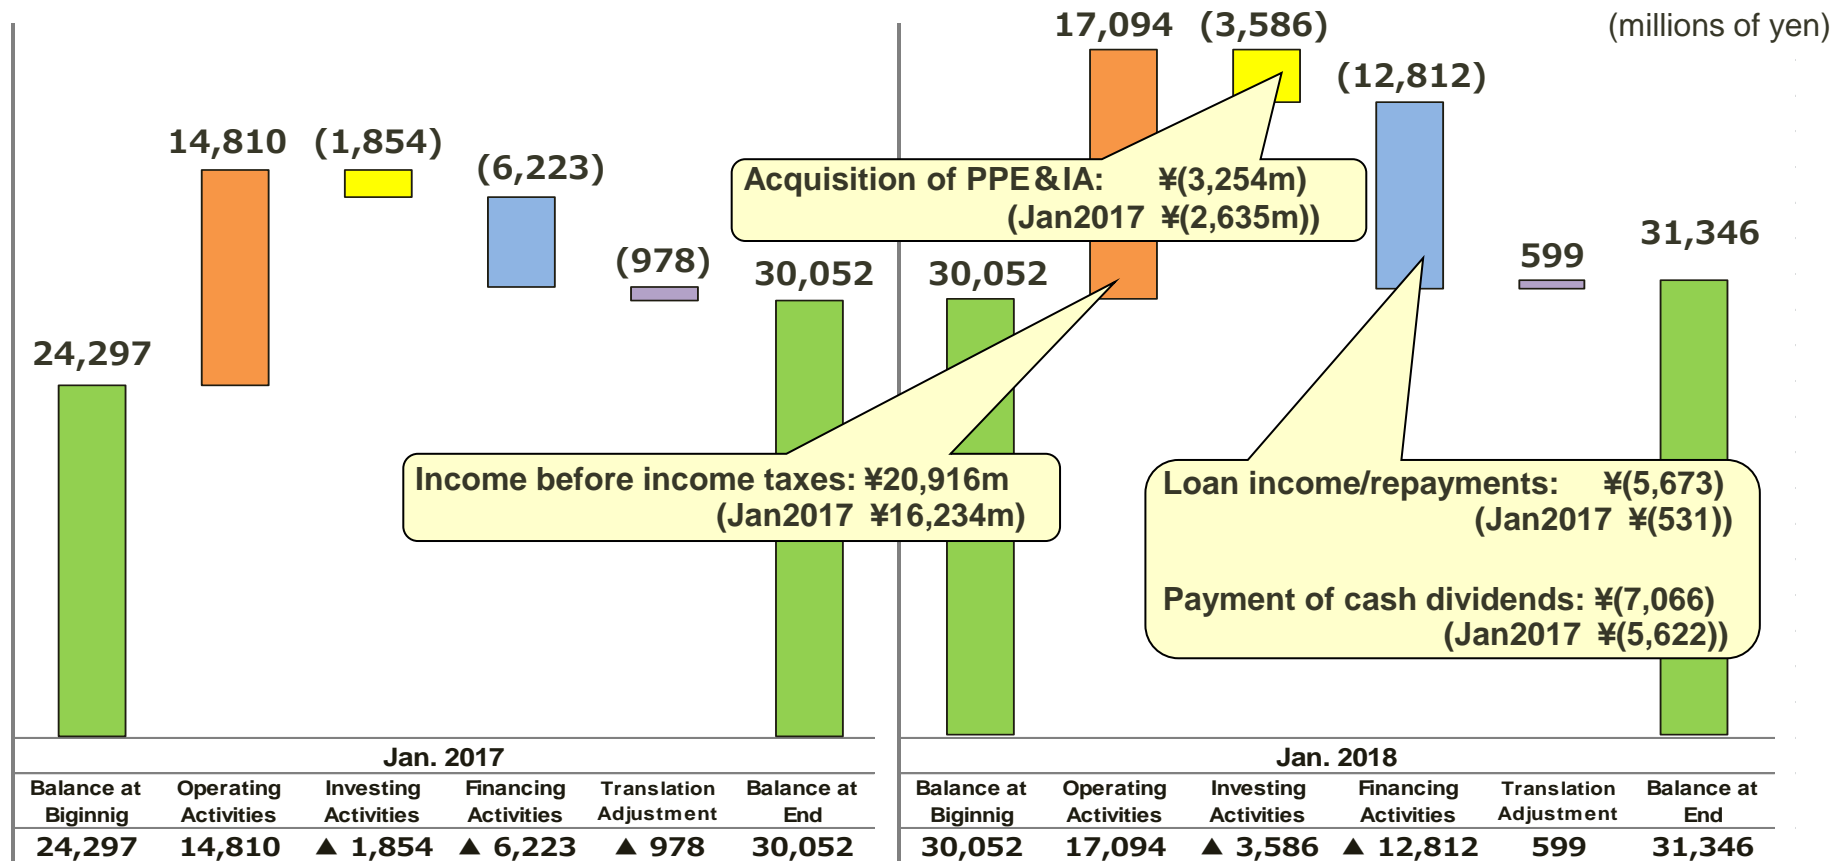 (millions of yen)
14,810 (1,854)
(6,223)
(978)
30,052
24,297
17,094 (3,586)
(12,812)
30,052
599
31,346
Acquisition of PPE&IA: ¥(3,254m)
(Jan2017 ¥(2,635m))
Income before income taxes: ¥20,916m
(Jan2017 ¥16,234m)
Loan income/repayments: ¥(5,673)
(Jan2017 ¥(531))
Payment of cash dividends: ¥(7,066)
(Jan2017 ¥(5,622))
Jan. 2017
Balance at Operating Investing Financing Translation Balance at
Biginnig Activities Activities Activities Adjustment End
24,297 14,810 ▲ 1,854 ▲ 6,223 ▲ 978 30,052
Jan. 2018
Balance at Operating Investing Financing Translation Balance at
Biginnig Activities Activities Activities Adjustment End
30,052 17,094 ▲ 3,586 ▲ 12,812 599 31,346